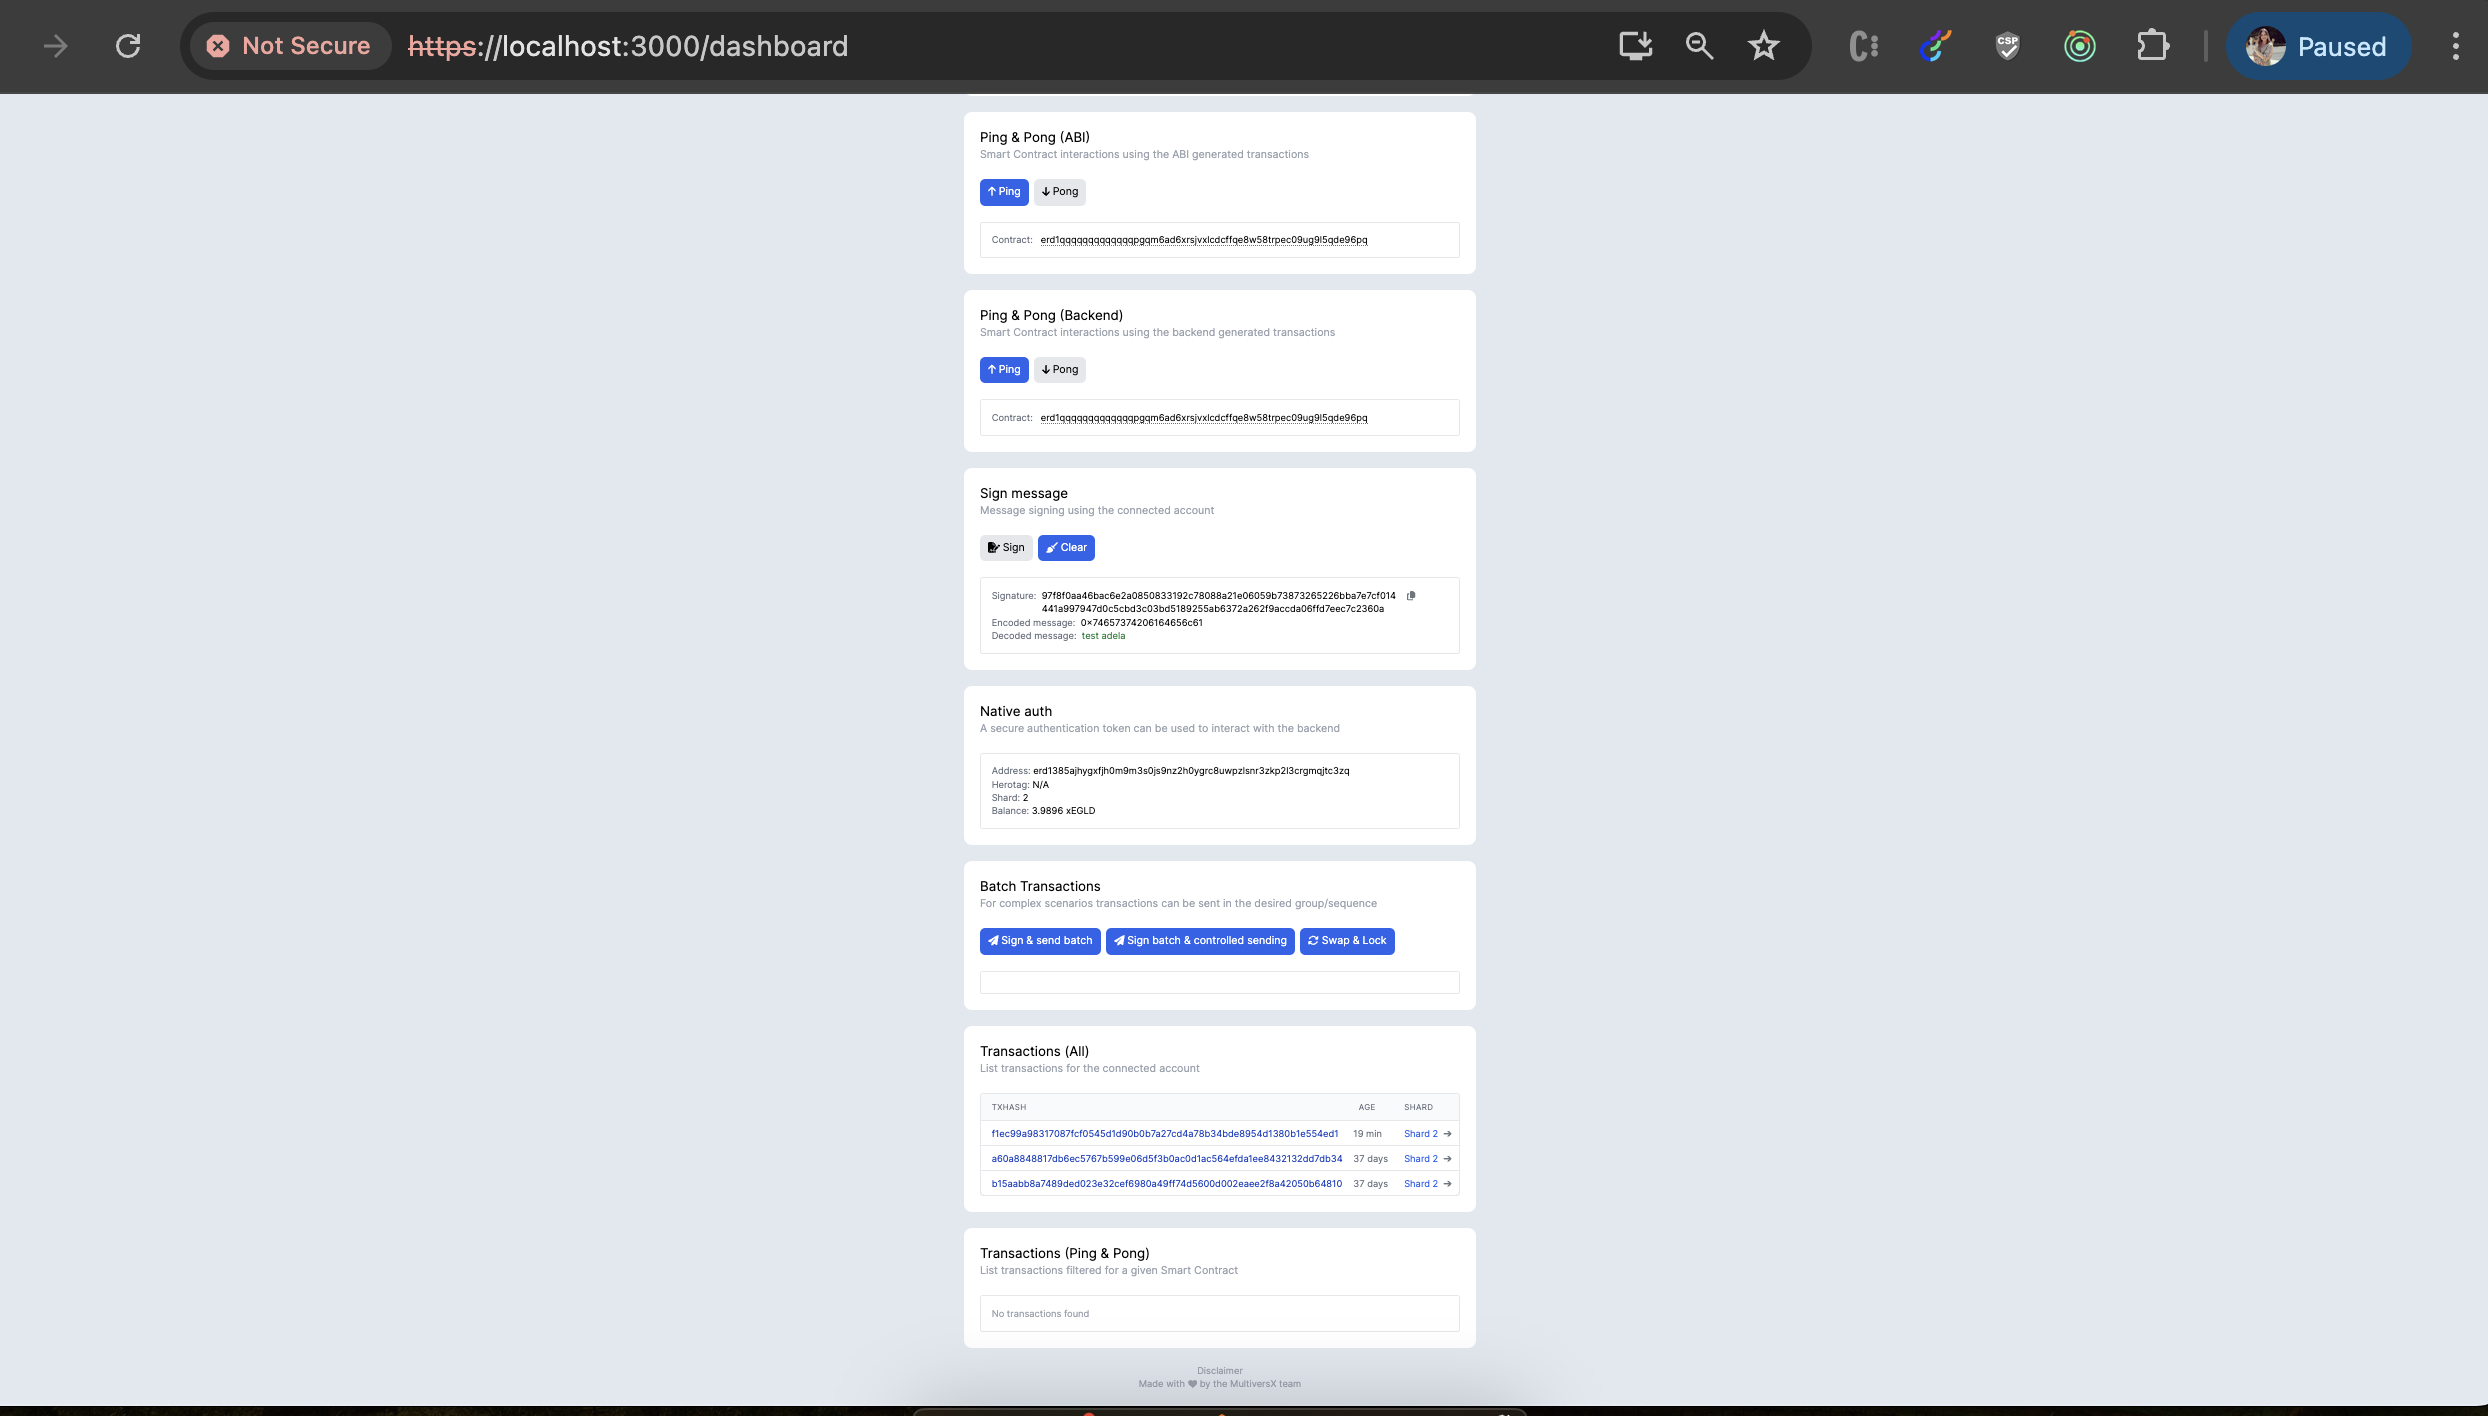 Not Secure https://localhost:3000/dashboard CSP Paused
Ping & Pong (ABI)
Smart Contract interactions using the ABI generated transactions
Ping Pong
Contract: erd1qqqqqqqqqqqqqpgqm6ad6xrsjvxlcdcffqe8w58trpec09ug9l5qde96pq
Ping & Pong (Backend)
Smart Contract interactions using the backend generated transactions
Ping Pong
Contract: erd1qqqqqqqqqqqqqpgqm6ad6xrsjvxlcdcffqe8w58trpec09ug9l5qde96pq
Sign message
Message signing using the connected account
Sign Clear
Signature: 97f8f0aa46bac6e2a0850833192c78088a21e06059b73873265226bba7e7cf014
441a997947d0c5cbd3c03bd5189255ab6372a262f9accda06ffd7eec7c2360a
Encoded message: 0x74657374206164656c61
Decoded message: test adela
Native auth
A secure authentication token can be used to interact with the backend
Address: erd1385ajhygxfjh0m9m3s0js9nz2h0ygrc8uwpzlsnr3zkp2l3crgmqjtc3zq
Herotag: N/A
Shard: 2
Balance: 3.9896 xEGLD
Batch Transactions
For complex scenarios transactions can be sent in the desired group/sequence
Sign & send batch Sign batch & controlled sending Swap & Lock
Transactions (All)
List transactions for the connected account
TXHASH AGE SHARD
f1ec99a98317087fcf0545d1d90b0b7a27cd4a78b34bde8954d1380b1e554ed1 19 min Shard 2
a60a8848817db6ec5767b599e06d5f3b0ac0d1ac564efda1ee8432132dd7db34 37 days Shard 2
b15aabb8a7489ded023e32cef6980a49ff74d5600d002eaee2f8a42050b64810 37 days Shard 2
Transactions (Ping & Pong)
List transactions filtered for a given Smart Contract
No transactions found
Disclaimer
Made with ♥ by the MultiversX team